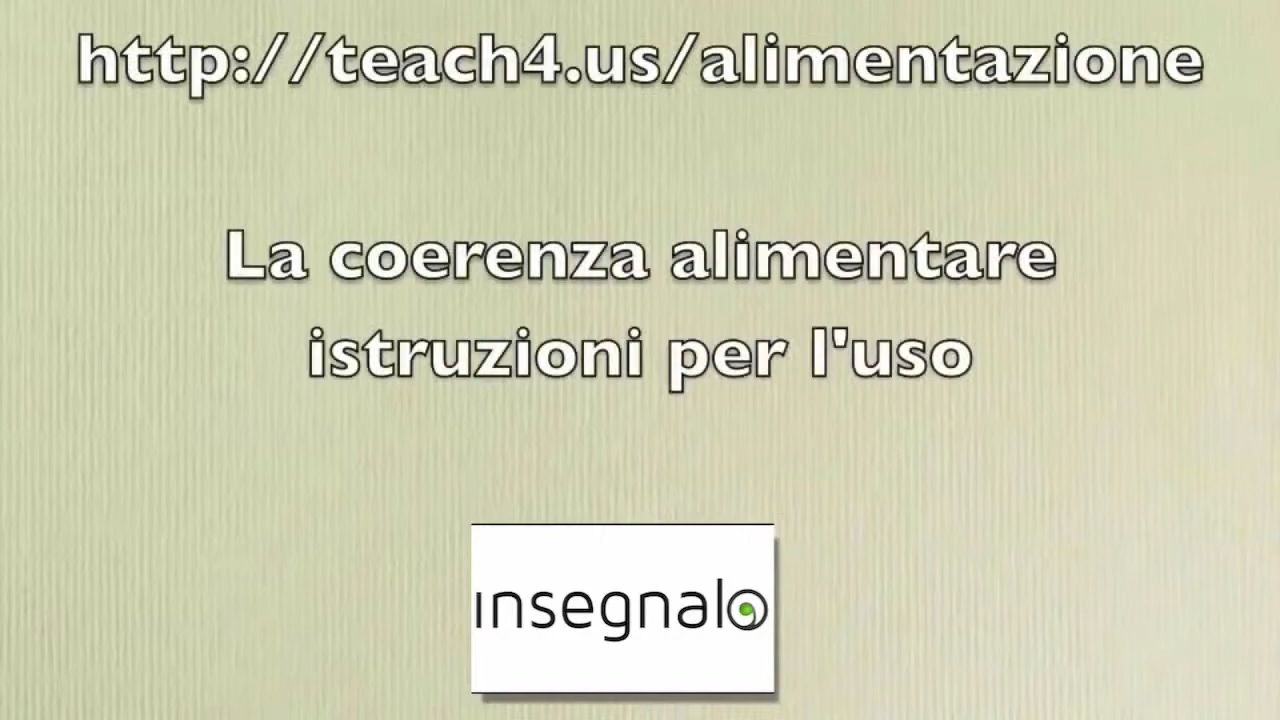 http://teach4.us/alimentazione
La coerenza alimentare
istruzioni per l'uso
insegnalo